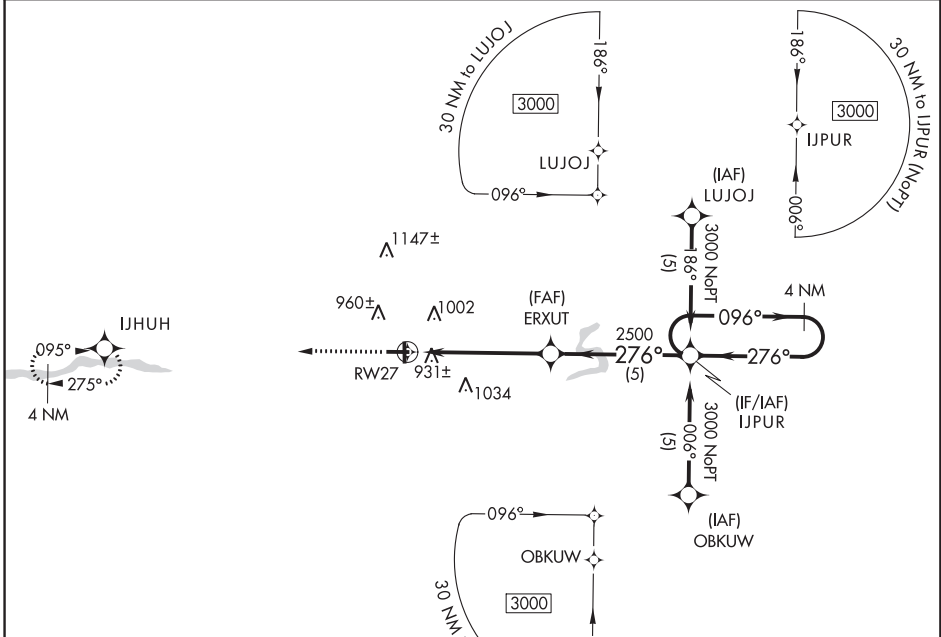 30 NM to LUJOJ
186°
3000
LUJOJ
096°
186°
30 NM to IJPUR (NoPT)
3000
IJPUR
006°
(IAF)
LUJOJ
3000 NoPT
186°
(5)
4 NM
096°
1147±
960±
1002
(FAF)
ERXUT
2500
276°
(5)
276°
IJHUH
095°
275°
4 NM
RW27
931±
1034
(IF/IAF)
IJPUR
3000 NoPT
006°
(5)
(IAF)
OBKUW
096°
OBKUW
3000
30 NM